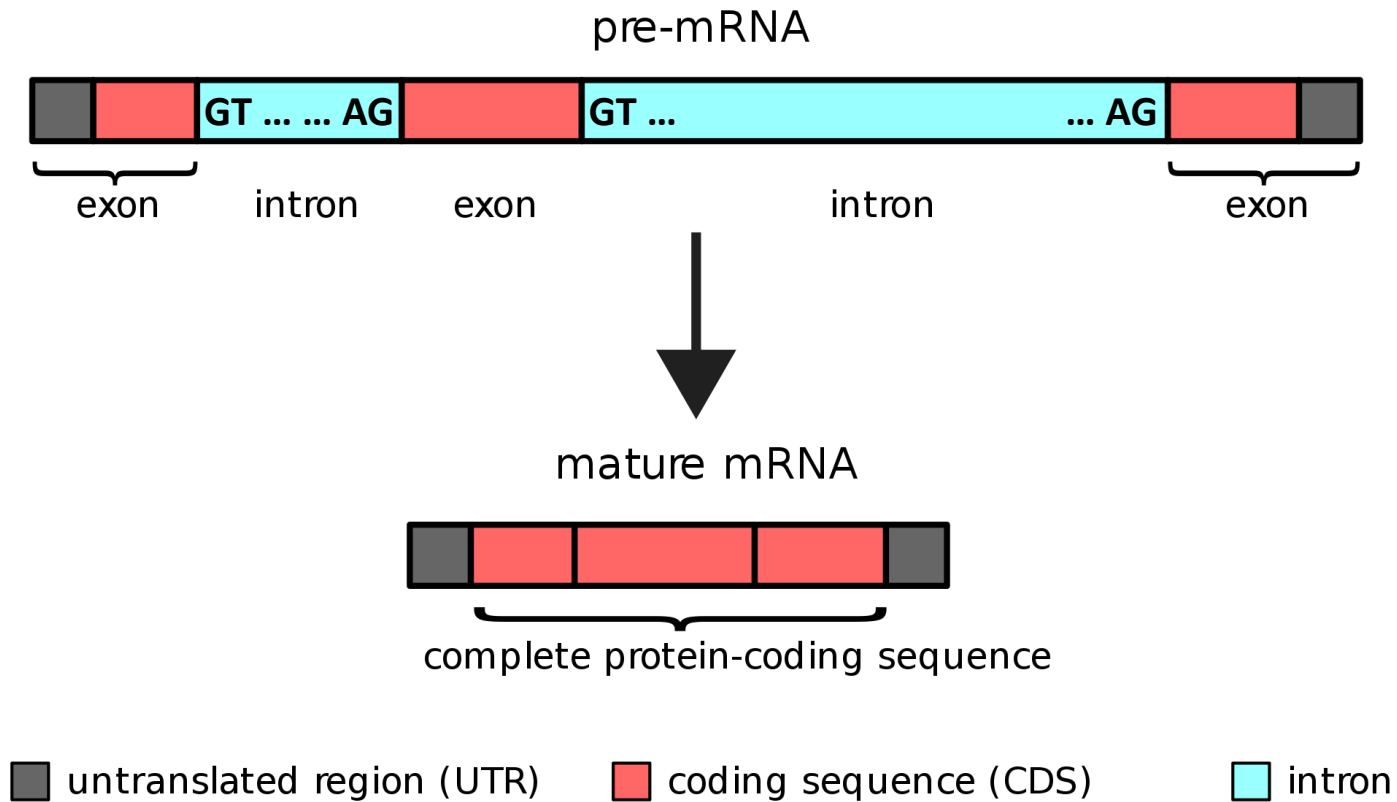 pre-mRNA
GT ... ... AG GT ... ... AG
exon intron exon intron exon
mature mRNA
complete protein-coding sequence
untranslated region (UTR) coding sequence (CDS) intron